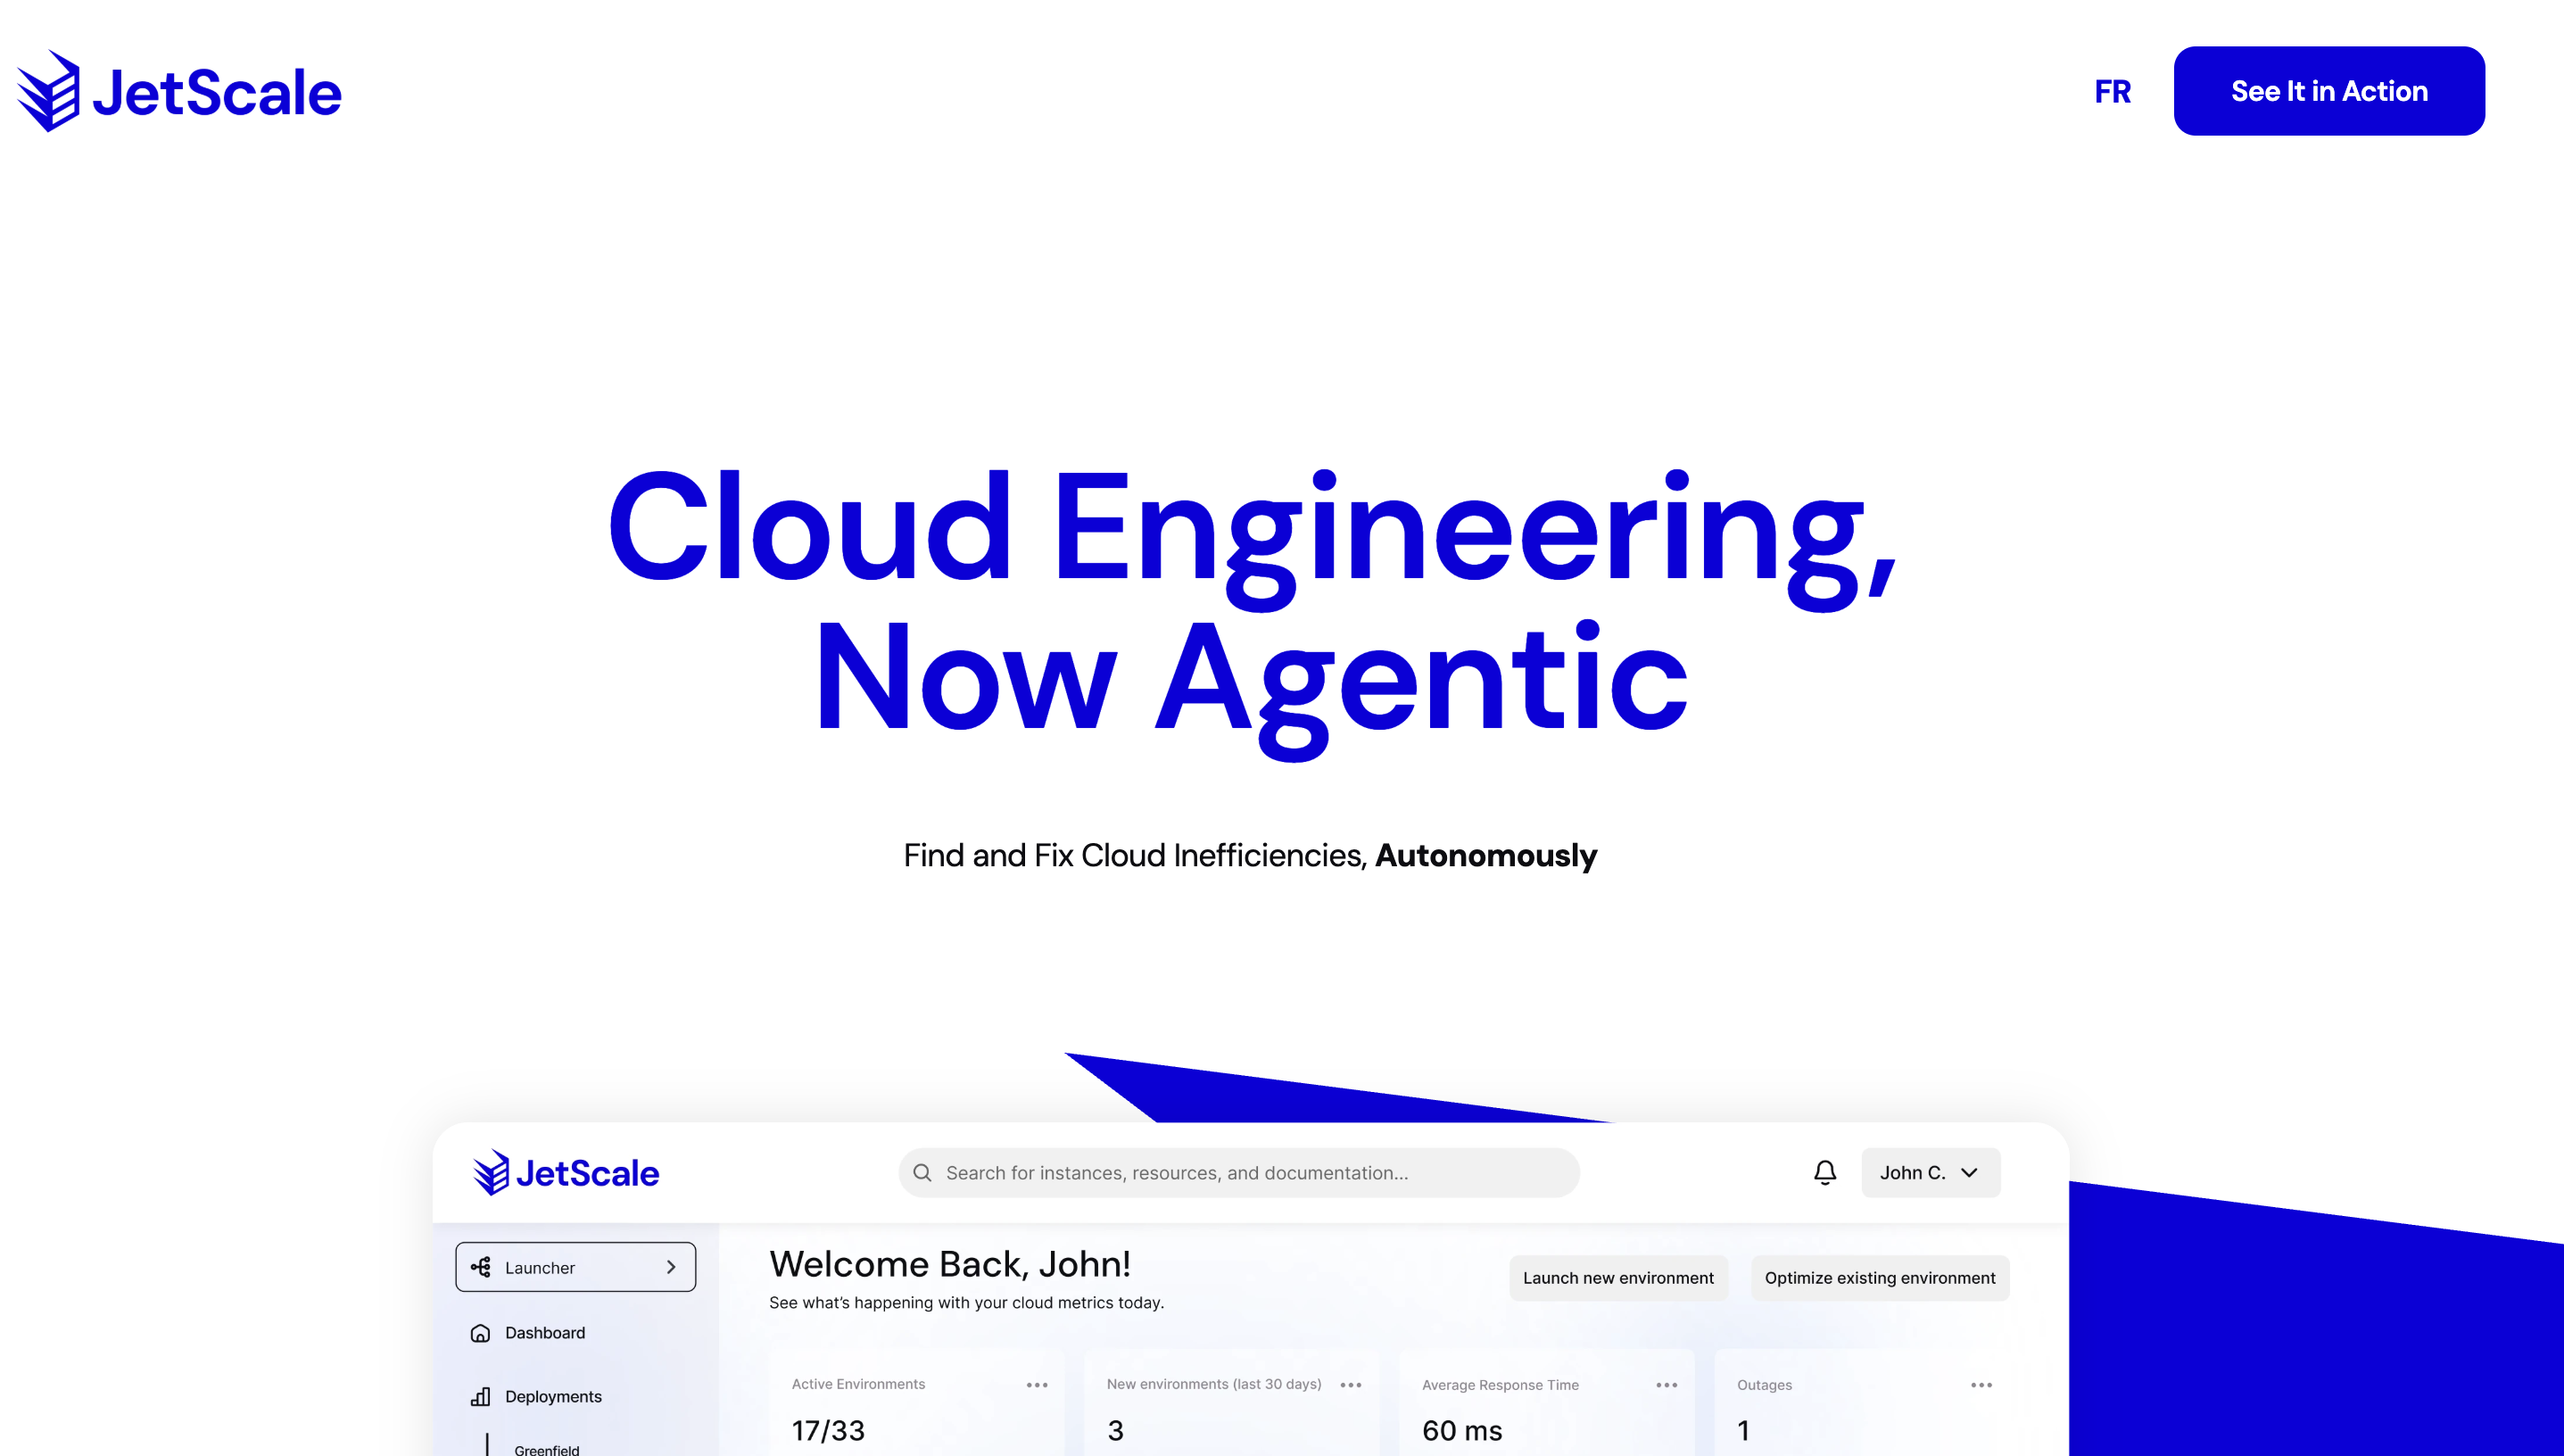 JetScale
FR
See It in Action
Cloud Engineering,
Now Agentic
Find and Fix Cloud Inefficiencies, Autonomously
JetScale
Search for instances, resources, and documentation...
John C.
Launcher
Welcome Back, John!
See what's happening with your cloud metrics today.
Launch new environment
Optimize existing environment
Dashboard
Deployments
Greenfield
Active Environments
17/33
New environments (last 30 days)
3
Average Response Time
60 ms
Outages
1